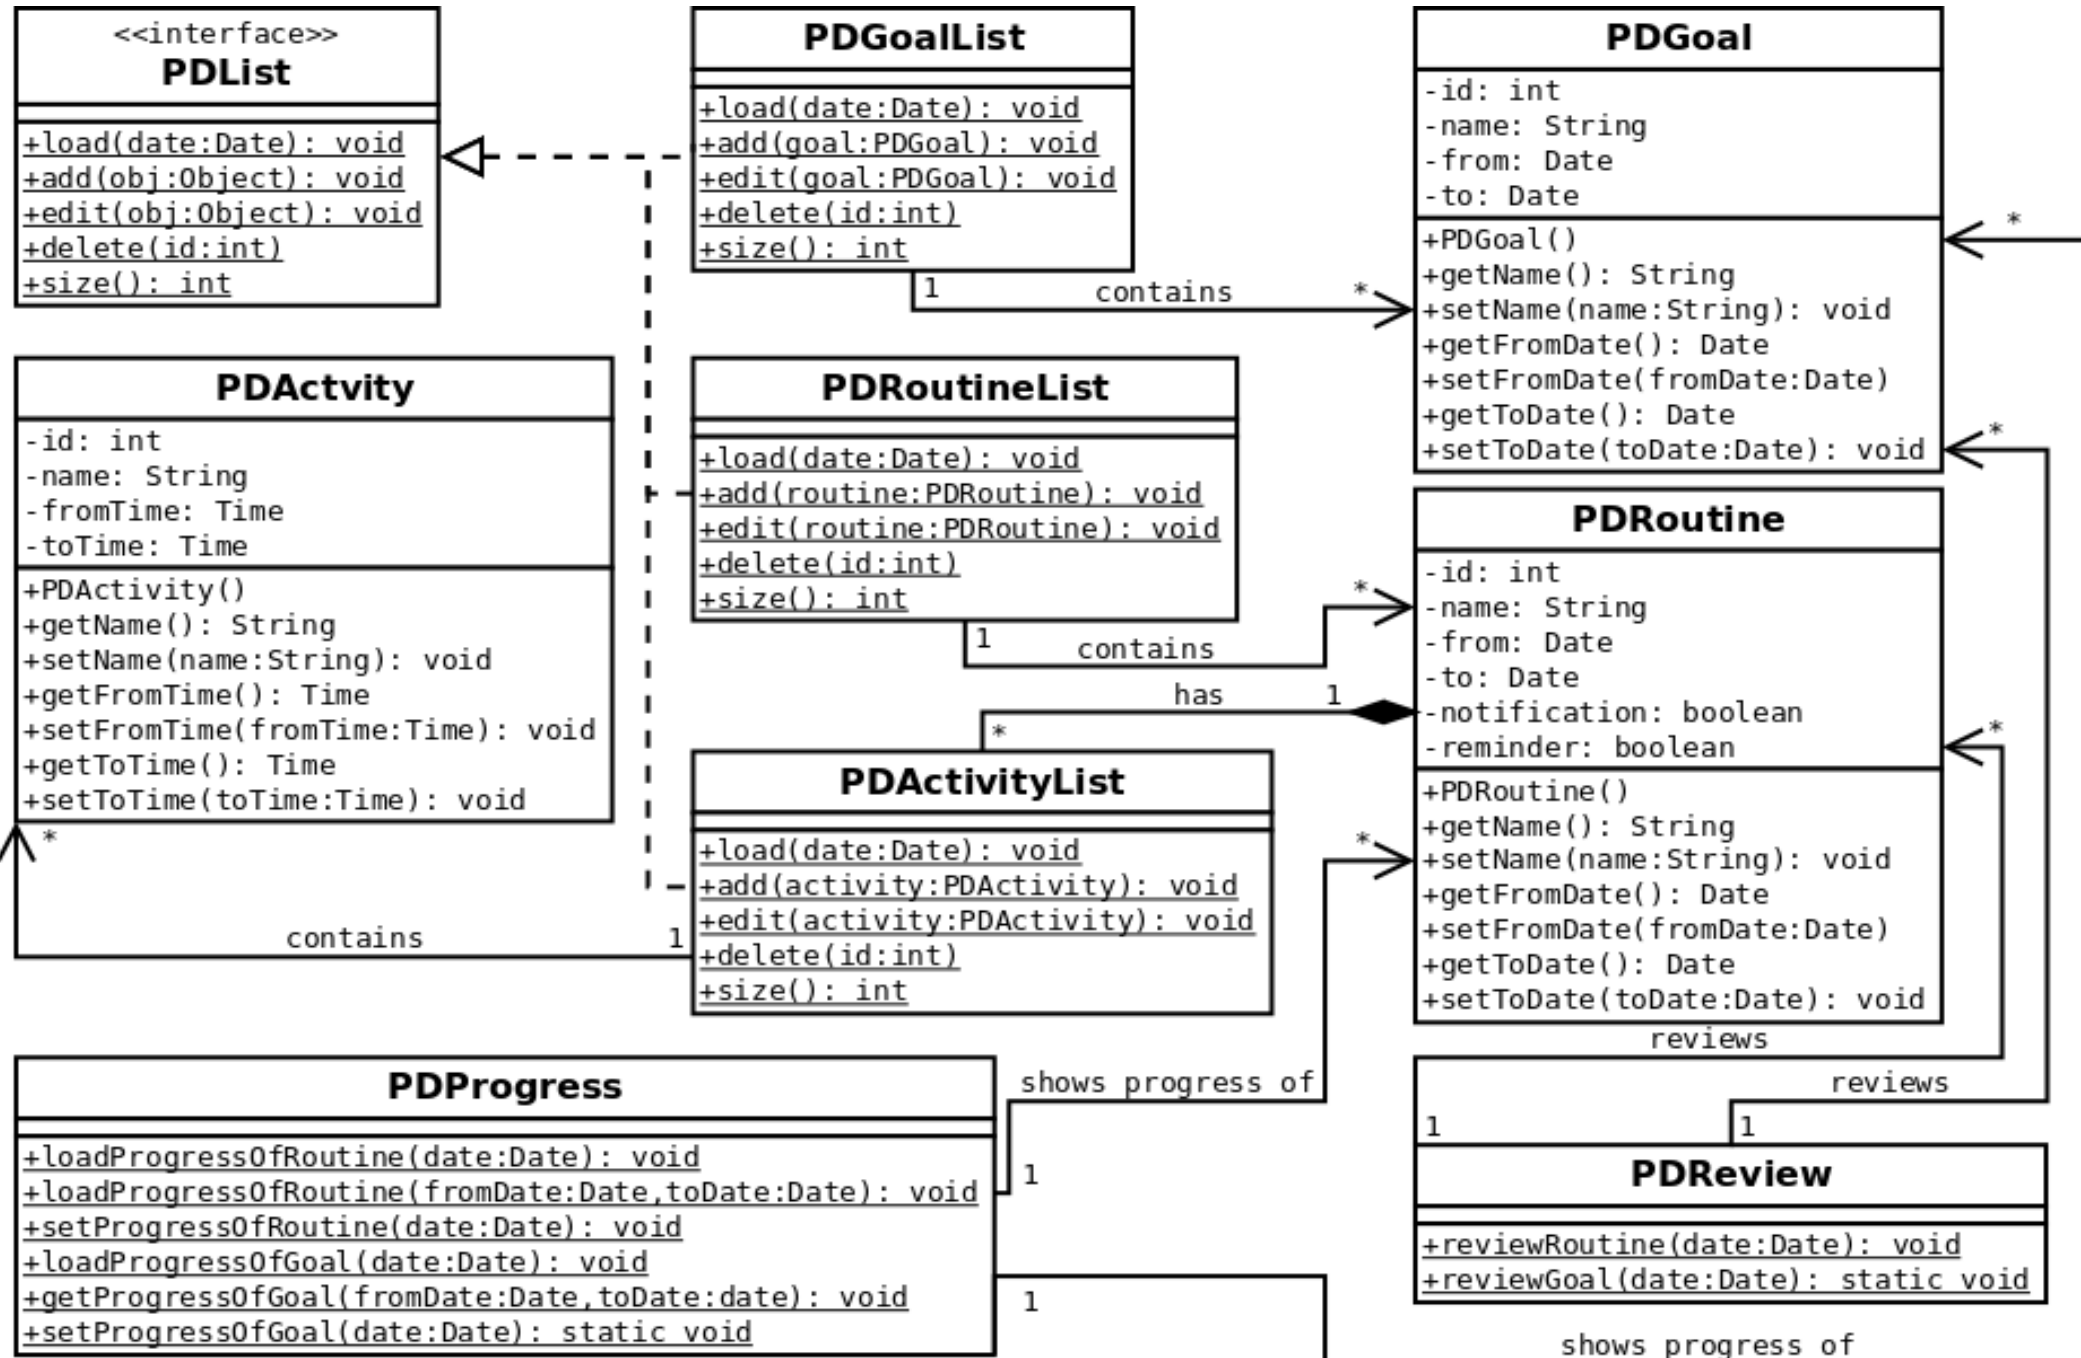 <<interface>>
PDList
+load(date:Date): void
+add(obj:Object): void
+edit(obj:Object): void
+delete(id:int)
+size(): int
PDGoalList
+load(date:Date): void
+add(goal:PDGoal): void
+edit(goal:PDGoal): void
+delete(id:int)
+size(): int
1
contains
*
PDGoal
-id: int
-name: String
-from: Date
-to: Date
+PDGoal()
+getName(): String
+setName(name:String): void
+getFromDate(): Date
+setFromDate(fromDate:Date)
+getToDate(): Date
+setToDate(toDate:Date): void
*
*
PDActvity
-id: int
-name: String
-fromTime: Time
-toTime: Time
+PDActivity()
+getName(): String
+setName(name:String): void
+getFromTime(): Time
+setFromTime(fromTime:Time): void
+getToTime(): Time
+setToTime(toTime:Time): void
*
contains
1
PDRoutineList
+load(date:Date): void
+add(routine:PDRoutine): void
+edit(routine:PDRoutine): void
+delete(id:int)
+size(): int
1
contains
*
has
1
*
PDActivityList
+load(date:Date): void
+add(activity:PDActivity): void
+edit(activity:PDActivity): void
+delete(id:int)
+size(): int
PDRoutine
-id: int
-name: String
-from: Date
-to: Date
-notification: boolean
-reminder: boolean
+PDRoutine()
+getName(): String
+setName(name:String): void
+getFromDate(): Date
+setFromDate(fromDate:Date)
+getToDate(): Date
+setToDate(toDate:Date): void
*
*
reviews
reviews
1
1
PDProgress
+loadProgressOfRoutine(date:Date): void
+loadProgressOfRoutine(fromDate:Date,toDate:Date): void
+setProgressOfRoutine(date:Date): void
+loadProgressOfGoal(date:Date): void
+getProgressOfGoal(fromDate:Date,toDate:date): void
+setProgressOfGoal(date:Date): static void
shows progress of
1
1
PDReview
+reviewRoutine(date:Date): void
+reviewGoal(date:Date): static void
shows progress of